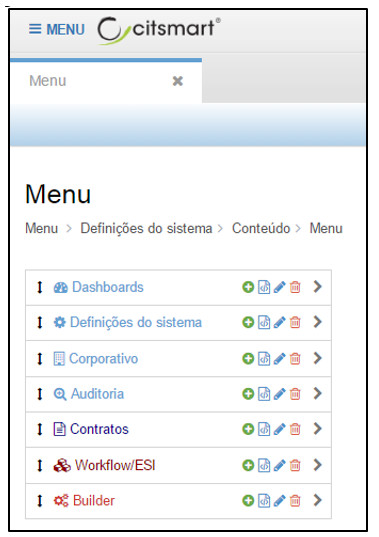 MENU citsmart®
Menu
Menu
Menu > Definições do sistema > Conteúdo > Menu
Dashboards
Definições do sistema
Corporativo
Auditoria
Contratos
Workflow/ESI
Builder